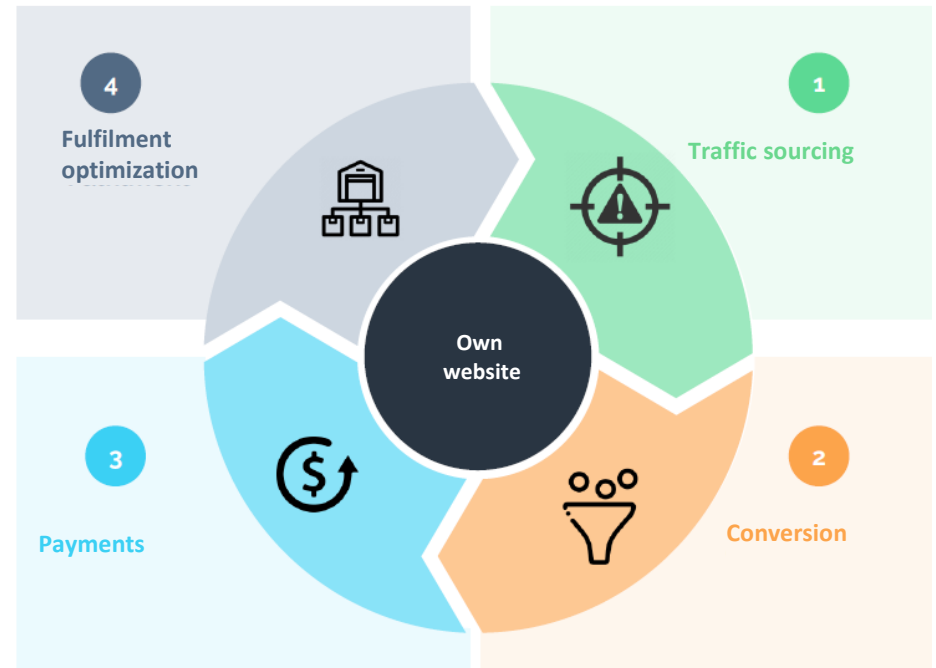 1
Traffic sourcing
2
Conversion
3
Payments
4
Fulfilment
optimization
Own
website
$